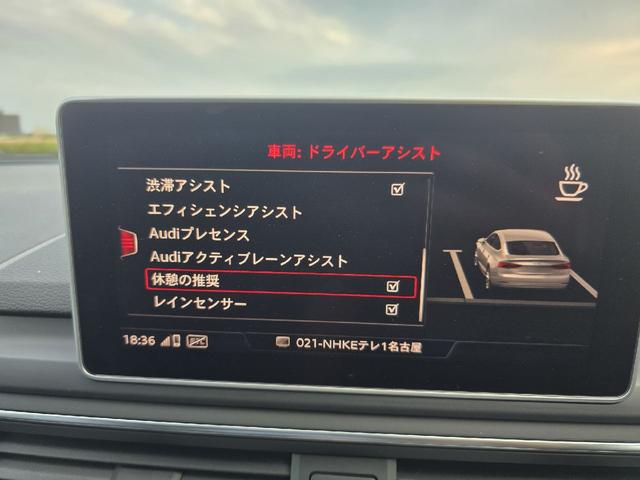 車両: ドライバーアシスト
渋滞アシスト
エフィシェンシアシスト
Audiプレセンス
Audiアクティブレーンアシスト
休憩の推奨
レインセンサー
18:36
021-NHKEテレ1名古屋